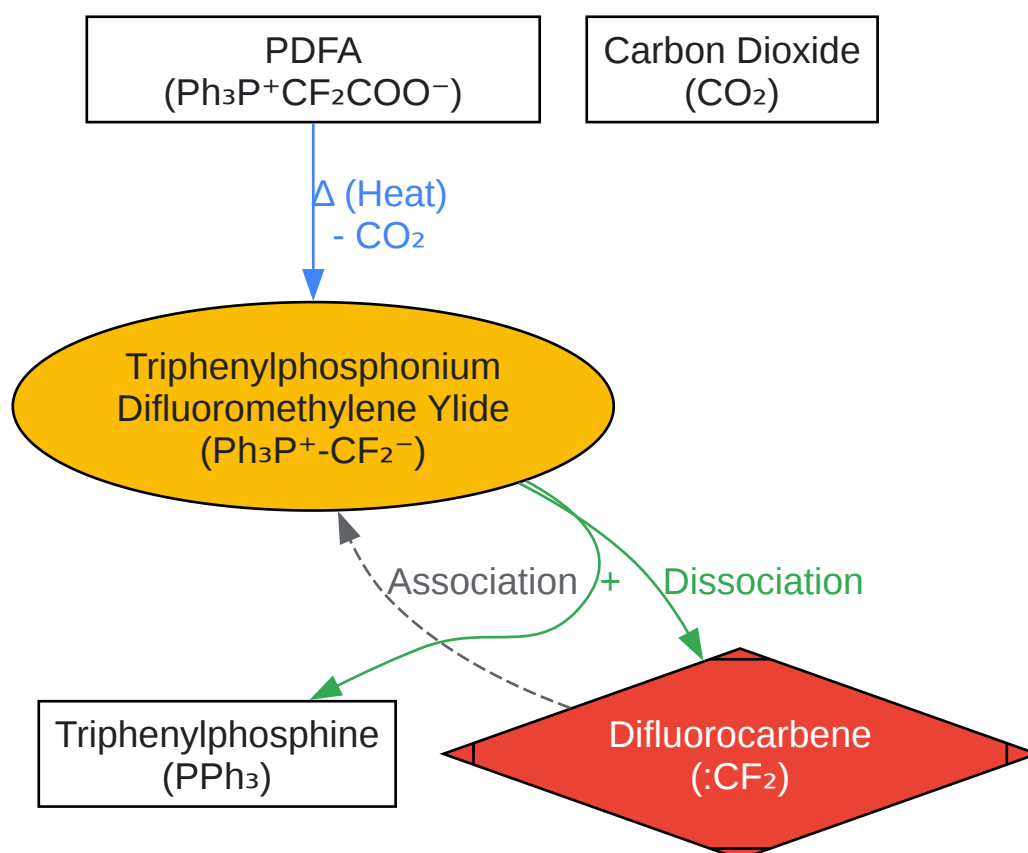 PDFA
(Ph₃P⁺CF₂COO⁻)
Carbon Dioxide
(CO₂)
Δ (Heat)
- CO₂
Triphenylphosphonium
Difluoromethylene Ylide
(Ph₃P⁺-CF₂⁻)
Association
+
Dissociation
Triphenylphosphine
(PPh₃)
Difluorocarbene
(:CF₂)